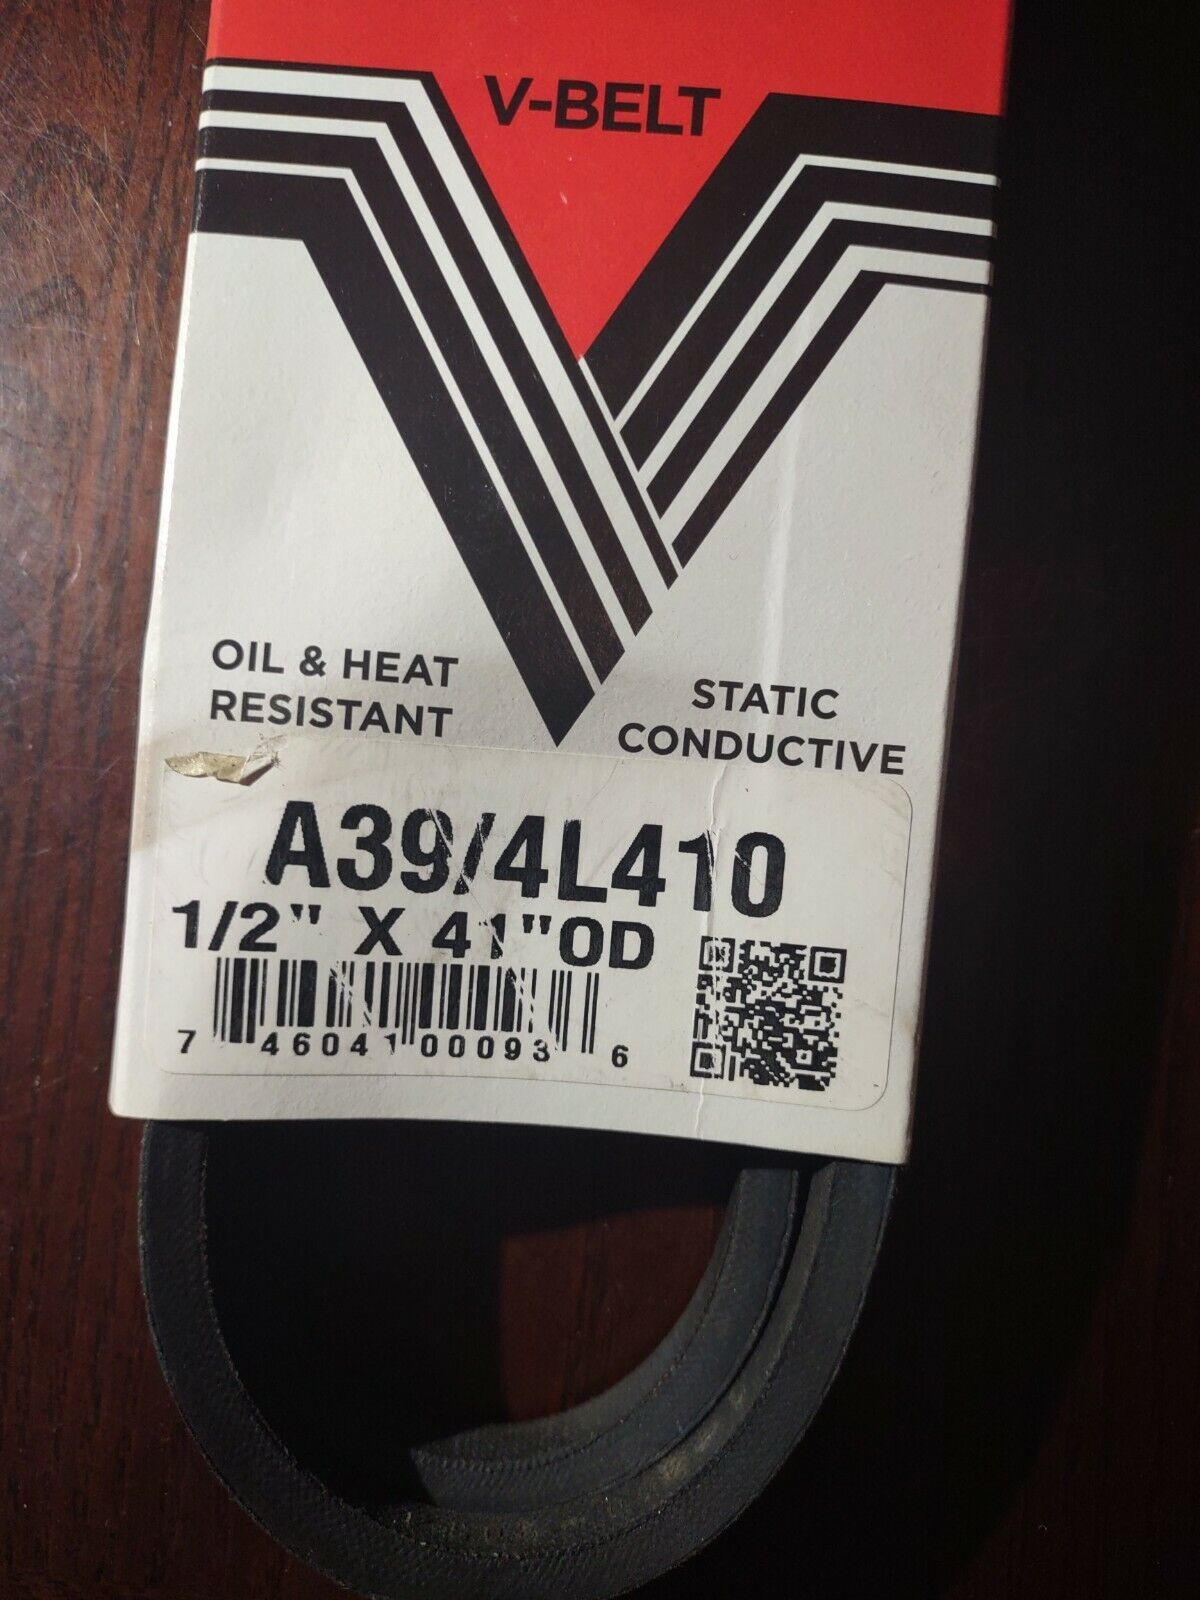 V-BELT
OIL & HEAT
RESISTANT
STATIC
CONDUCTIVE
A39/4L410
1/2" X 41"OD
7 46041 00093 6